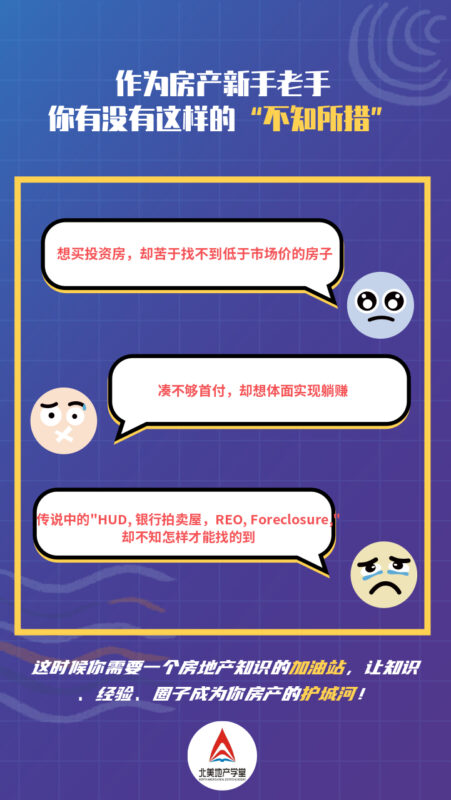 作为房产新手老手
你有没有这样的“不知所措”
想买投资房，却苦于找不到低于市场价的房子
凑不够首付，却想体面实现躺赚
传说中的"HUD, 银行拍卖屋，REO, Foreclosure,"
却不知怎样才能找的到
这时候你需要一个房地产知识的加油站，让知识
、经验、圈子成为你房产的护城河！
北美地产学堂